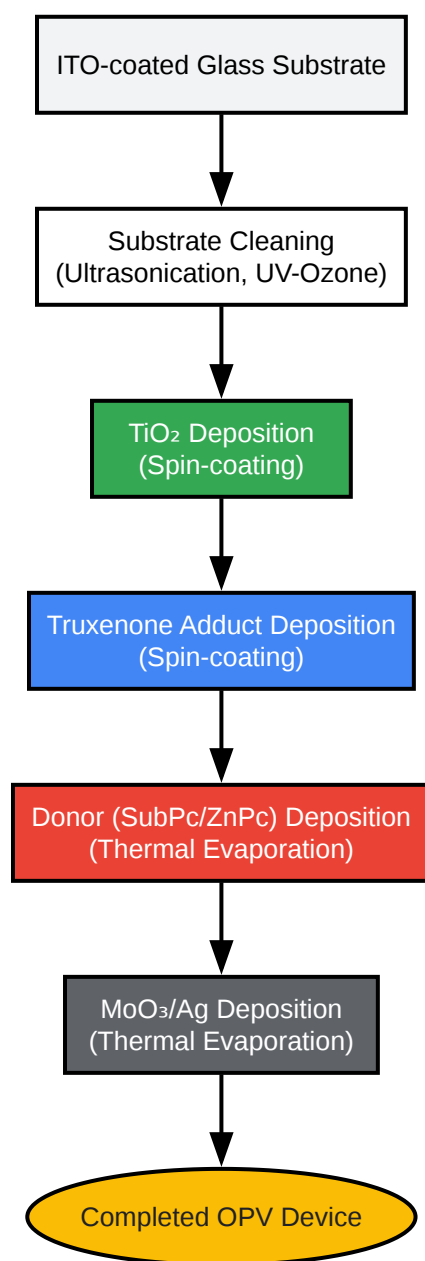 ITO-coated Glass Substrate
Substrate Cleaning
(Ultrasonication, UV-Ozone)
TiO₂ Deposition
(Spin-coating)
Truxenone Adduct Deposition
(Spin-coating)
Donor (SubPc/ZnPc) Deposition
(Thermal Evaporation)
MoO₃/Ag Deposition
(Thermal Evaporation)
Completed OPV Device